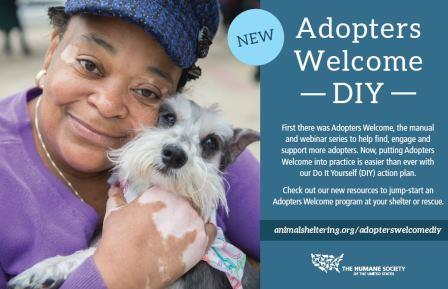 NEW
Adopters
Welcome
— DIY —
First there was Adopters Welcome, the manual
and webinar series to help find, engage and
support more adopters. Now, putting Adopters
Welcome into practice is easier than ever with
our Do It Yourself (DIY) action plan.
Check out our new resources to jump-start an
Adopters Welcome program at your shelter or rescue.
animalsheltering.org/adopterswelcomediy
THE HUMANE SOCIETY
OF THE UNITED STATES